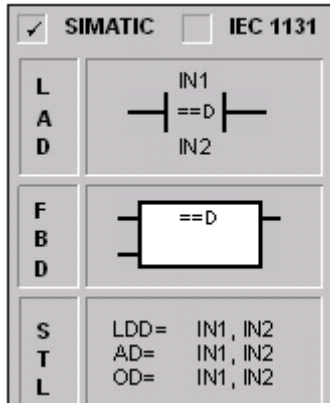 ✓ SIMATIC IEC 1131
L
A
D
IN1
==D
IN2
F
B
D
==D
S
T
L
LDD= IN1, IN2
AD= IN1, IN2
OD= IN1, IN2